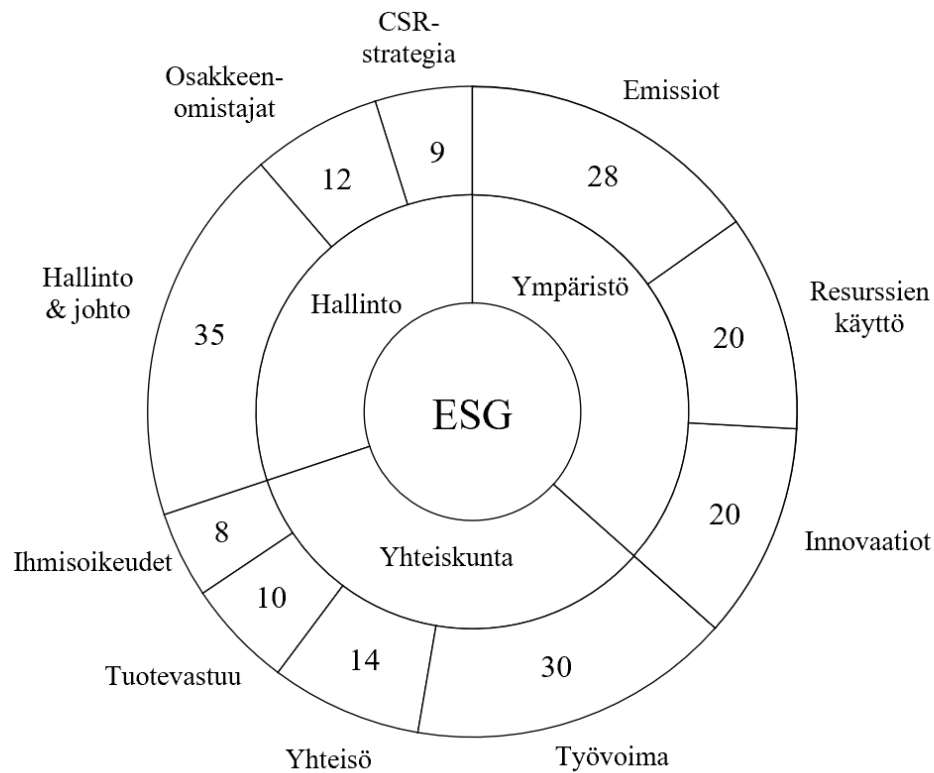 CSR-
strategia
Osakkeen-
omistajat
Emissiot
9
12
28
Hallinto
& johto
Hallinto
Ympäristö
Resurssien
käyttö
35
20
ESG
20
8
Innovaatiot
Ihmisoikeudet
Yhteiskunta
10
14
30
Tuotevastuu
Yhteisö
Työvoima